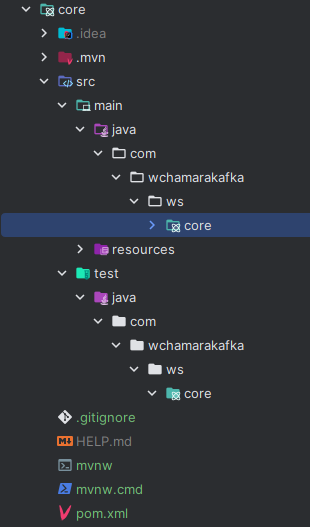 core
.idea
.mvn
src
main
java
com
wchamarakafka
ws
core
resources
test
java
com
wchamarakafka
ws
core
.gitignore
HELP.md
mvnw
mvnw.cmd
pom.xml